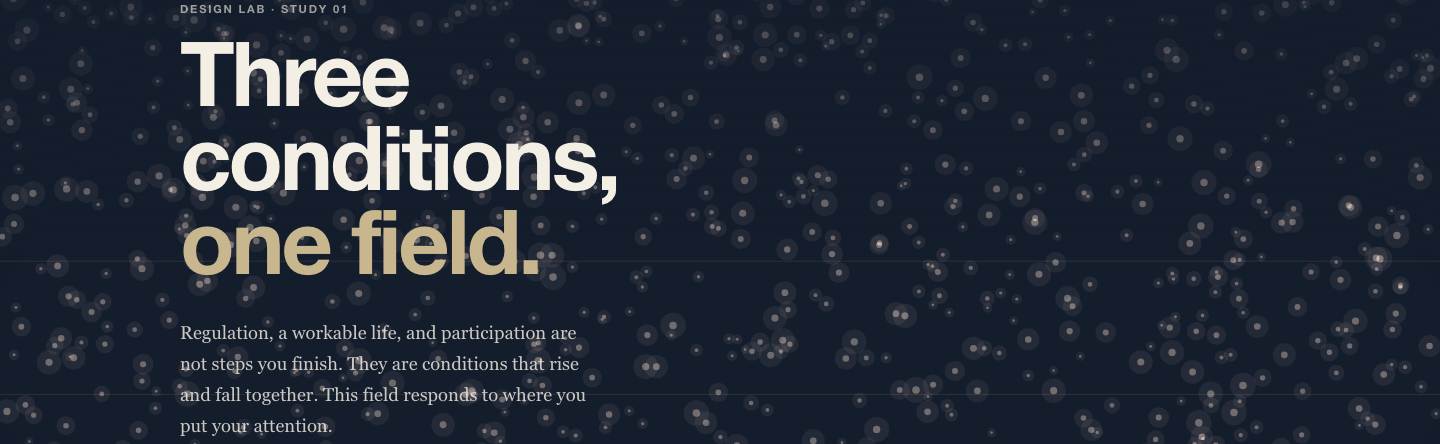 DESIGN LAB · STUDY 01
Three
conditions,
one field.
Regulation, a workable life, and participation are
not steps you finish. They are conditions that rise
and fall together. This field responds to where you
put your attention.